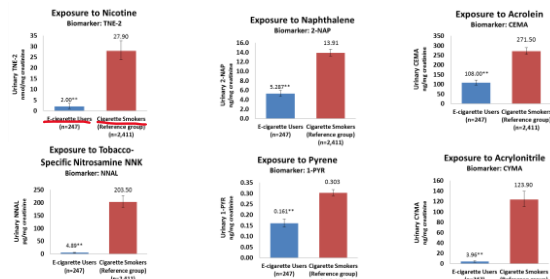 Exposure to Nicotine
Biomarker: TNE-2
Urinary TNE-2
nmol/mg creatinine
35
30
25
20
15
10
5
0
2.00**
27.90
E-cigarette Users
(n=247)
Cigarette Smokers
(Reference group)
(n=2,411)
Exposure to Naphthalene
Biomarker: 2-NAP
Urinary 2-NAP
ng/mg creatinine
16.0
14.0
12.0
10.0
8.0
6.0
4.0
2.0
0.0
5.287**
13.91
E-cigarette Users
(n=247)
Cigarette Smokers
(Reference group)
(n=2,411)
Exposure to Acrolein
Biomarker: CEMA
Urinary CEMA
ng/mg creatinine
350
300
250
200
150
100
50
0
108.00**
271.50
E-cigarette Users
(n=247)
Cigarette Smokers
(Reference group)
(n=2,411)
Exposure to Tobacco-
Specific Nitrosamine NNK
Biomarker: NNAL
Urinary NNAL
pg/mg creatinine
250
200
150
100
50
0
4.89**
203.50
E-cigarette Users
(n=247)
Cigarette Smokers
(Reference group)
Exposure to Pyrene
Biomarker: 1-PYR
Urinary 1-PYR
ng/mg creatinine
0.35
0.30
0.25
0.20
0.15
0.10
0.05
0.00
0.161**
0.303
E-cigarette Users
(n=247)
Cigarette Smokers
(Reference group)
Exposure to Acrylonitrile
Biomarker: CYMA
Urinary CYMA
ng/mg creatinine
160
140
120
100
80
60
40
20
0
3.96**
123.90
E-cigarette Users
(n=247)
Cigarette Smokers
(Reference group)